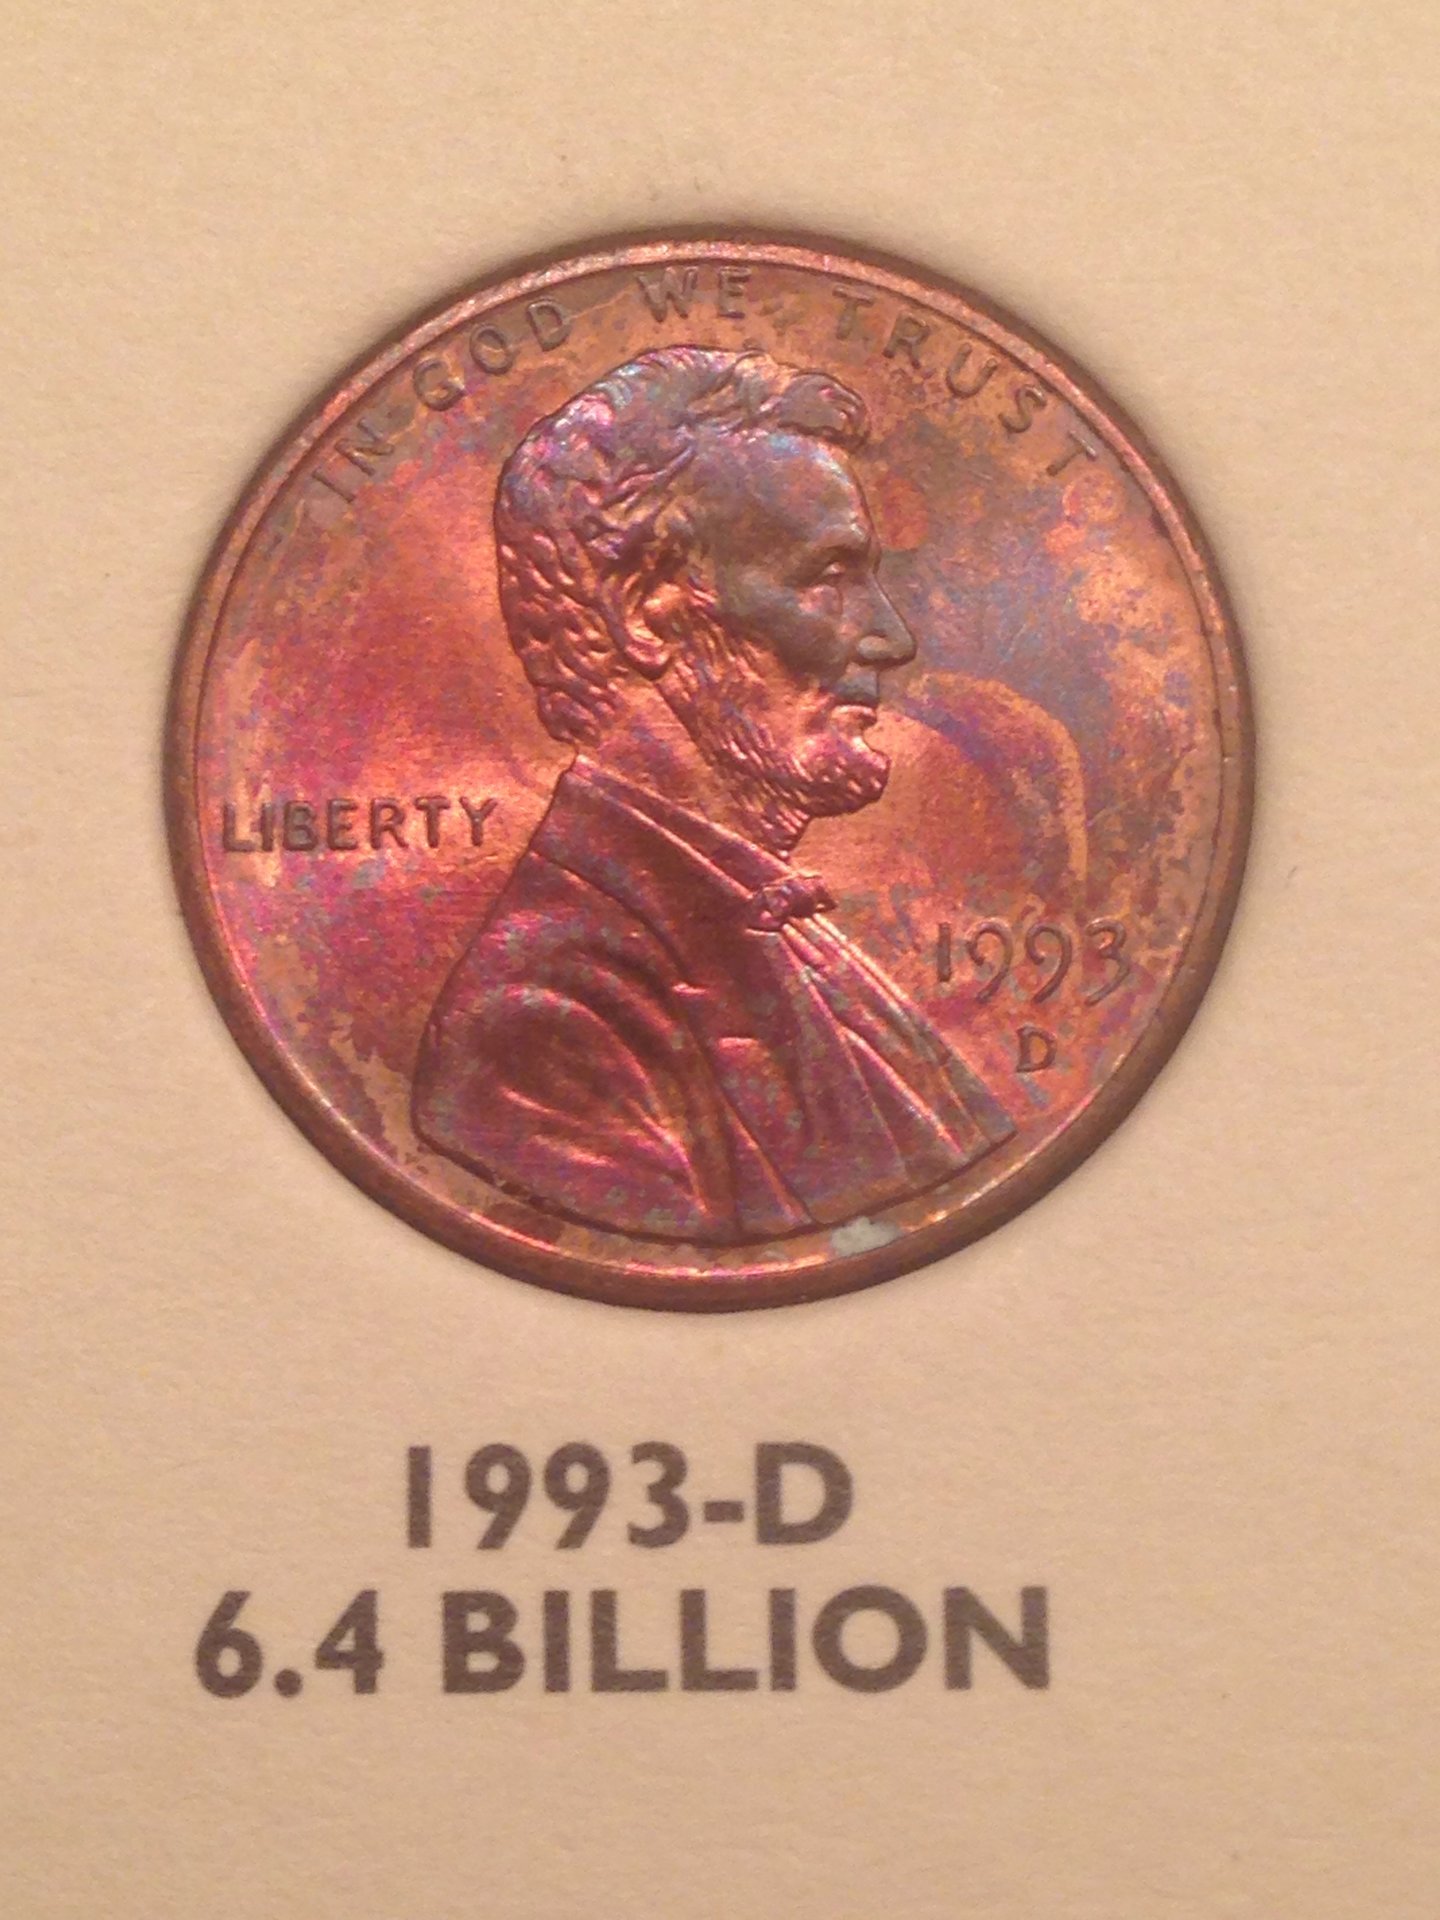 IN GOD WE TRUST
LIBERTY
1993
D
1993-D
6.4 BILLION